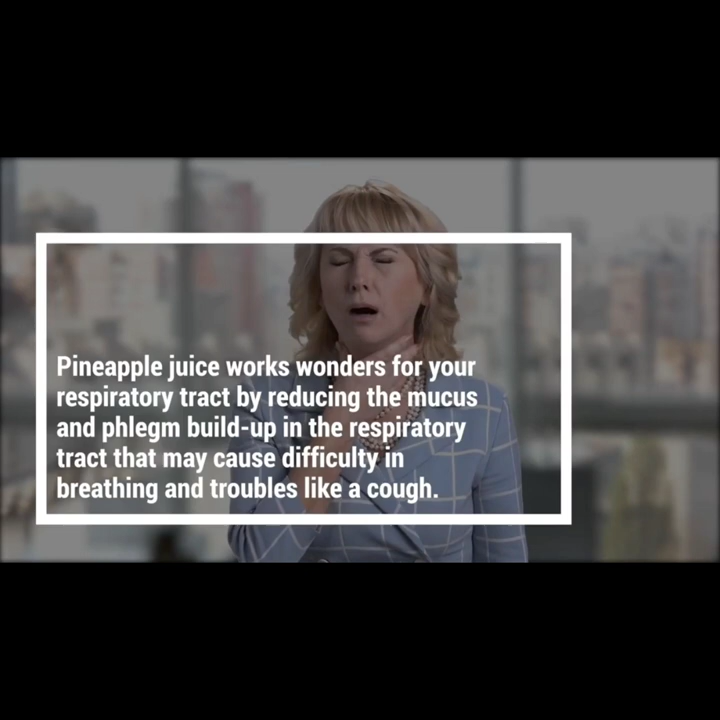 Pineapple juice works wonders for your
respiratory tract by reducing the mucus
and phlegm build-up in the respiratory
tract that may cause difficulty in
breathing and troubles like a cough.